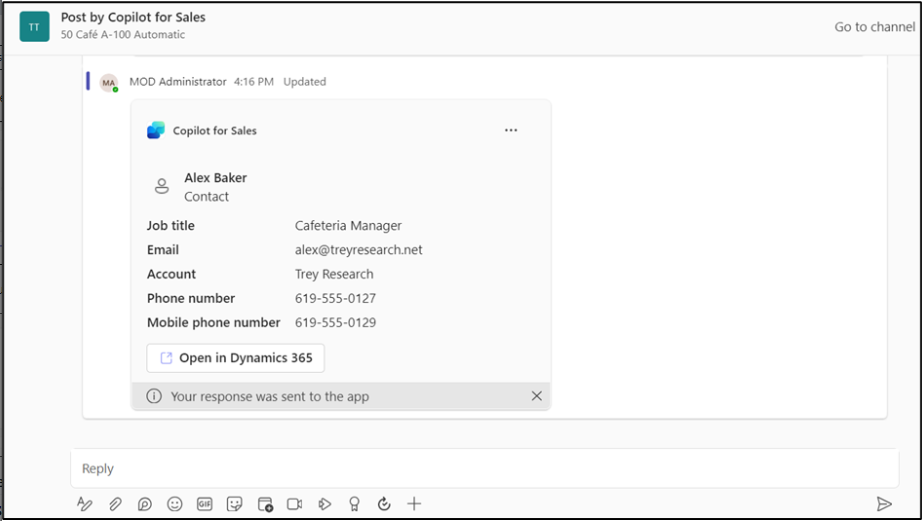 TT
Post by Copilot for Sales
50 Café A-100 Automatic
Go to channel
MA
MOD Administrator 4:16 PM Updated
Copilot for Sales
Alex Baker
Contact
Job title Cafeteria Manager
Email alex@treyresearch.net
Account Trey Research
Phone number 619-555-0127
Mobile phone number 619-555-0129
Open in Dynamics 365
Your response was sent to the app
Reply
GIF